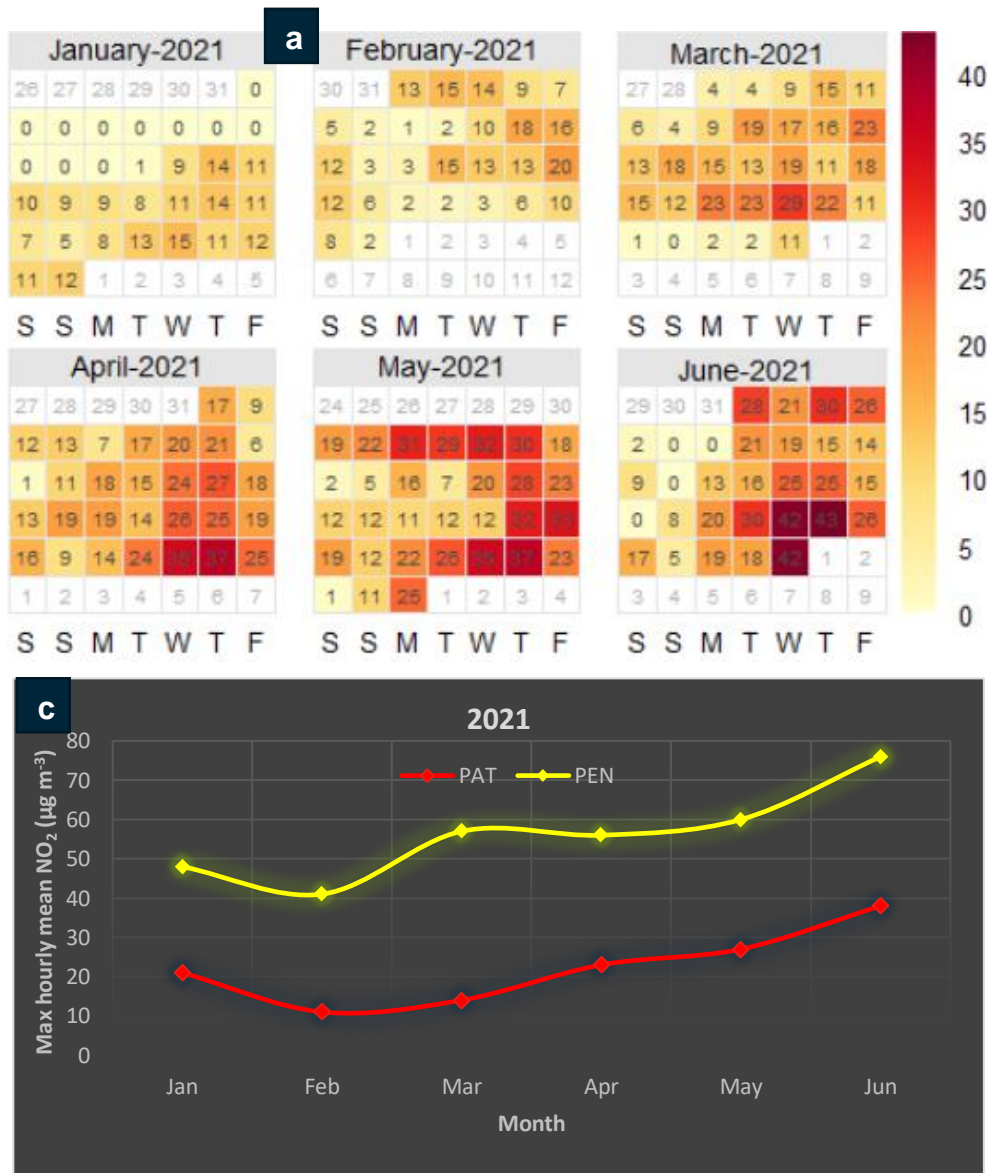 a
January-2021
26 27 28 29 30 31 0
0 0 0 0 0 0 0
0 0 0 1 9 14 11
10 9 9 8 11 14 11
7 5 8 13 15 11 12
11 12 1 2 3 4 5
S S M T W T F
February-2021
30 31 13 15 14 9 7
5 2 1 2 10 18 16
12 3 3 15 13 13 20
12 6 2 2 3 6 10
8 2 1 2 3 4 5
6 7 8 9 10 11 12
S S M T W T F
March-2021
27 28 4 4 9 15 11
6 4 9 19 17 16 23
13 18 15 13 19 11 18
15 12 23 23 22 11
1 0 2 2 11 1 2
3 4 5 6 7 8 9
S S M T W T F
40
35
30
25
20
15
10
5
0
April-2021
27 28 29 30 31 17 9
12 13 7 17 20 21 6
1 11 18 15 24 27 18
13 19 19 14 26 25 19
16 9 14 24 37 25
1 2 3 4 5 6 7
S S M T W T F
May-2021
24 25 26 27 28 29 30
19 22 31 29 32 30 18
2 5 16 7 20 28 23
12 12 11 12 12 32
19 12 22 26 37 23
1 11 25 1 2 3 4
S S M T W T F
June-2021
29 30 31 28 21 30 26
2 0 0 21 19 15 14
9 0 13 16 25 25 15
0 8 20 30 42 43 26
17 5 19 18 42 1 2
3 4 5 6 7 8 9
S S M T W T F
c
2021
PAT PEN
Max hourly mean NO₂ (µg m⁻³)
80
70
60
50
40
30
20
10
0
Jan Feb Mar Apr May Jun
Month